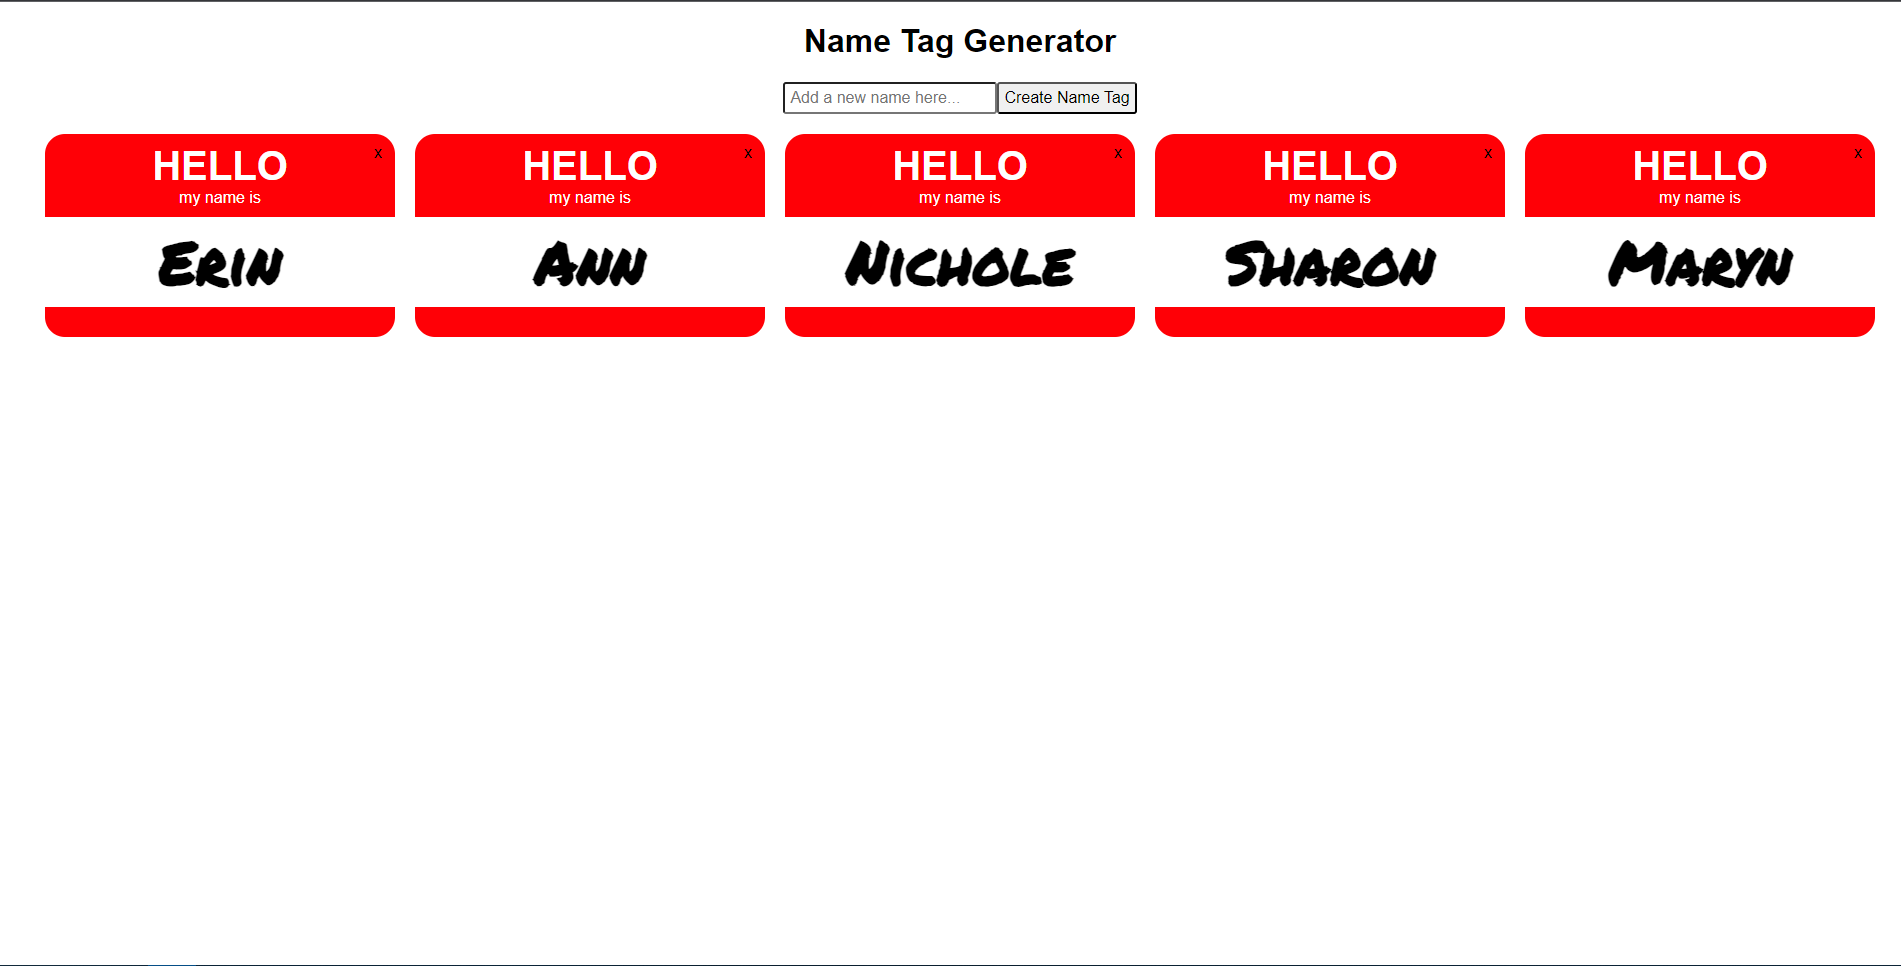 Name Tag Generator
Add a new name here... Create Name Tag
HELLO x HELLO x HELLO x HELLO x HELLO x
my name is my name is my name is my name is my name is
Erin Ann Nichole Sharon Maryn